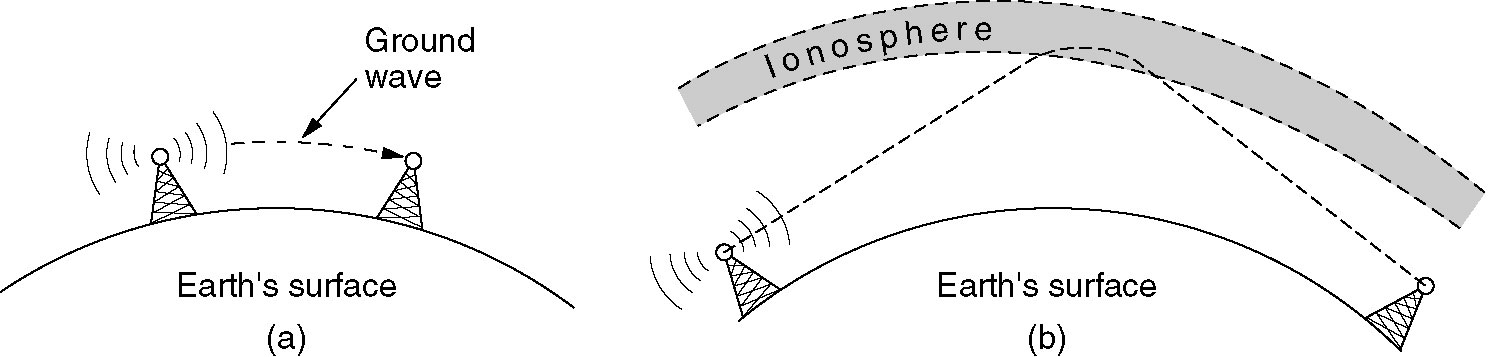 Ground
wave
Earth's surface
(a)
Ionosphere
Earth's surface
(b)